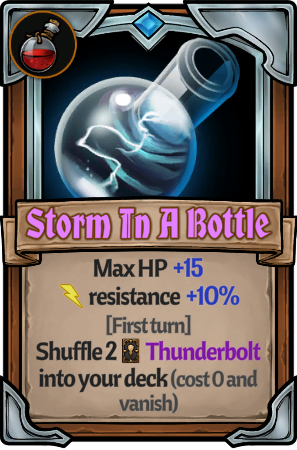 Storm In A Bottle
Max HP +15
resistance +10%
[First turn]
Shuffle 2 Thunderbolt
into your deck (cost 0 and
vanish)